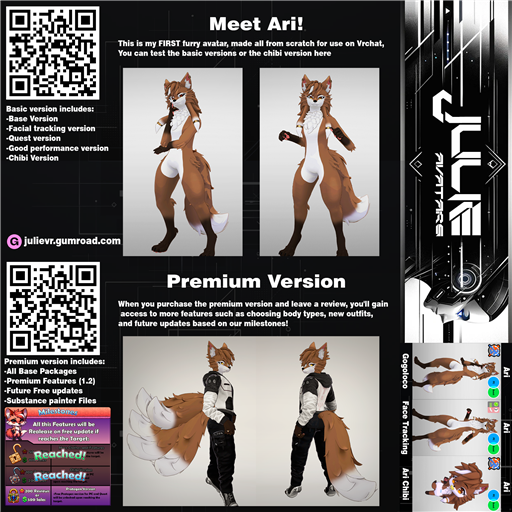 Meet Ari!
This is my FIRST furry avatar, made all from scratch for use on Vrchat,
You can test the basic versions or the chibi version here
Basic version includes:
-Base Version
-Facial tracking version
-Quest version
-Good performance version
-Chibi Version
G julievr.gumroad.com
Premium Version
When you purchase the premium version and leave a review, you'll gain
access to more features such as choosing body types, new outfits,
and future updates based on our milestones!
Premium version includes:
-All Base Packages
-Premium Features (1.2)
-Future Free updates
-Substance painter Files
Milestones
All this Features will be
Realease on free update if
reaches the Target
Reached!
Reached!
JULIE
AVATARS
Ari
Gogoloco
Ari
Face Tracking
Ari
Ari Chibi